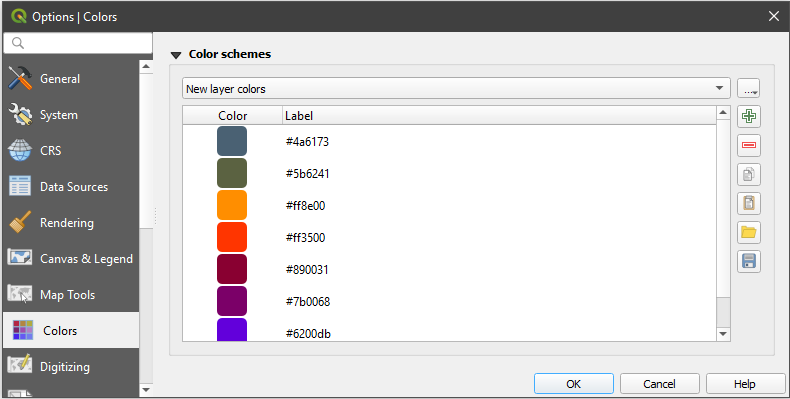 Options | Colors
General
System
CRS
Data Sources
Rendering
Canvas & Legend
Map Tools
Colors
Digitizing
Color schemes
New layer colors
...
Color Label
#4a6173
#5b6241
#ff8e00
#ff3500
#890031
#7b0068
#6200db
OK Cancel Help